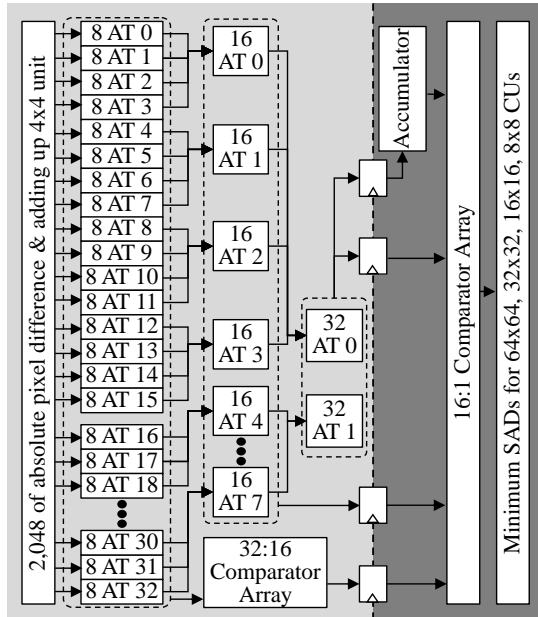 2,048 of absolute pixel difference & adding up 4x4 unit
8 AT 0
8 AT 1
8 AT 2
8 AT 3
8 AT 4
8 AT 5
8 AT 6
8 AT 7
8 AT 8
8 AT 9
8 AT 10
8 AT 11
8 AT 12
8 AT 13
8 AT 14
8 AT 15
8 AT 16
8 AT 17
8 AT 18
8 AT 30
8 AT 31
8 AT 32
16
AT 0
16
AT 1
16
AT 2
16
AT 3
16
AT 4
16
AT 7
32:16
Comparator
Array
32
AT 0
32
AT 1
Accumulator
16:1 Comparator Array
Minimum SADs for 64x64, 32x32, 16x16, 8x8 CUs